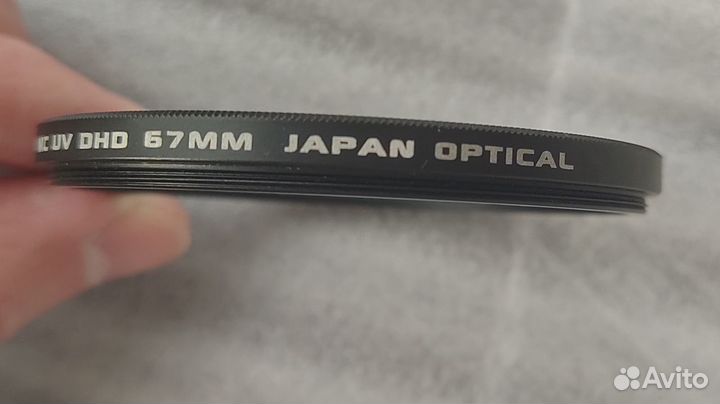 MC UV DHD 67MM JAPAN OPTICAL
Avito